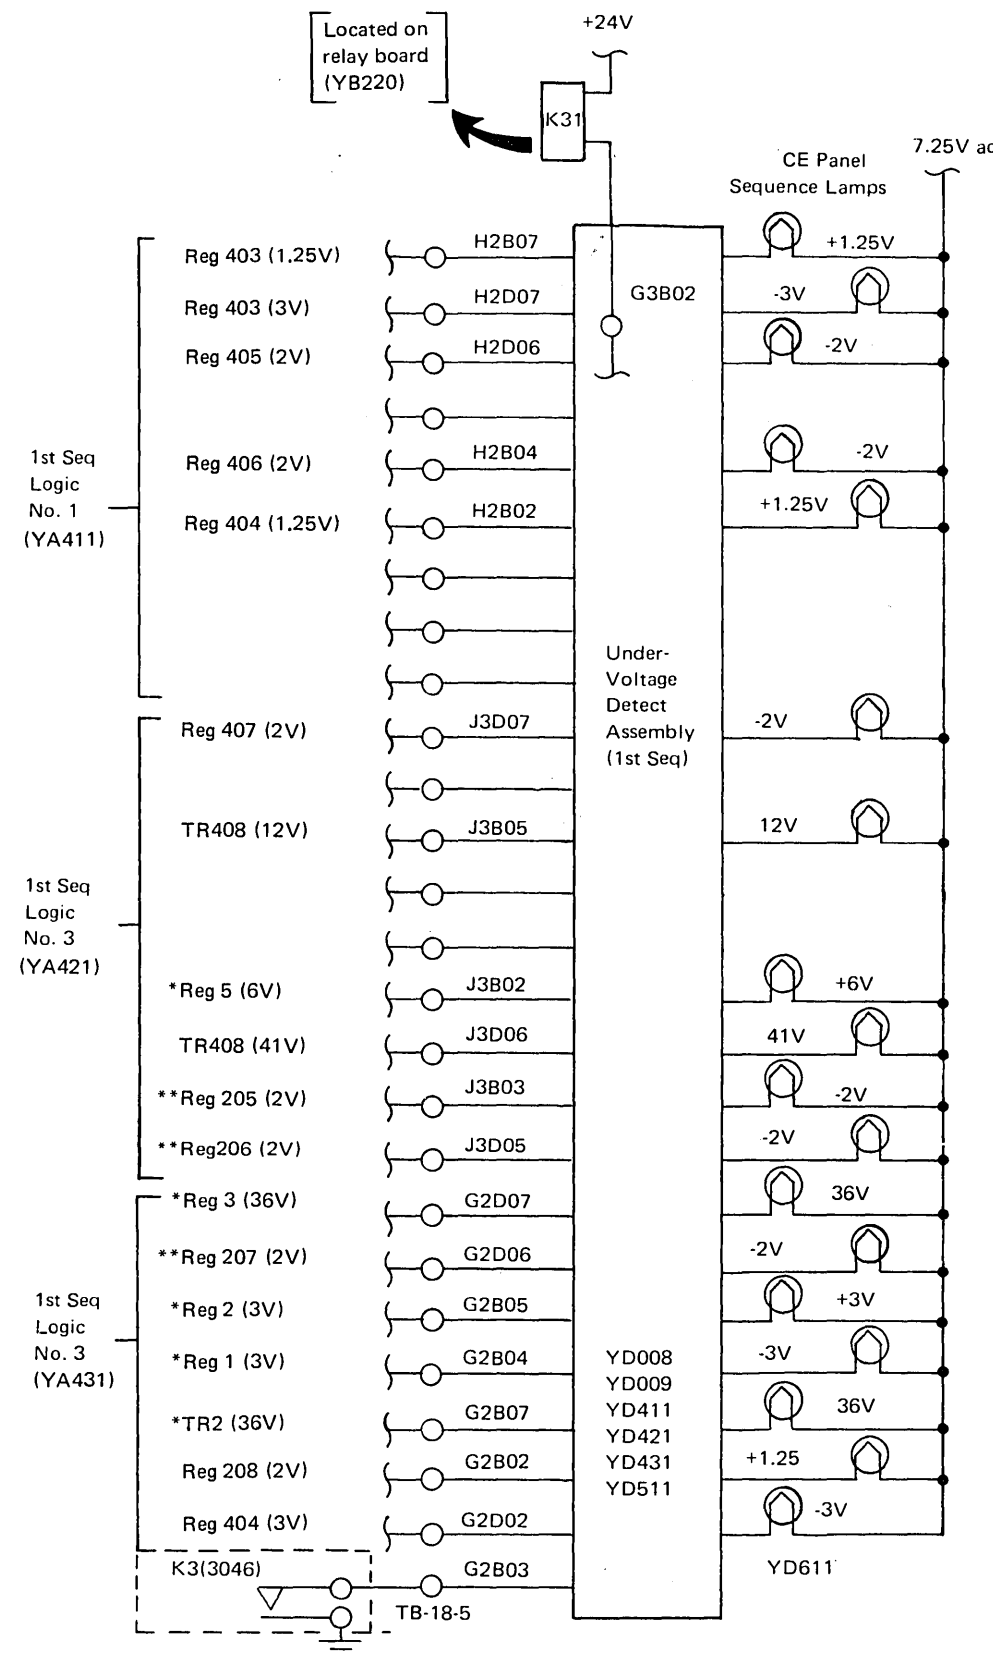 Located on
relay board
(YB220)
+24V
K31
CE Panel
Sequence Lamps
7.25V ac
1st Seq
Logic
No. 1
(YA411)
Reg 403 (1.25V)
H2B07
+1.25V
Reg 403 (3V)
H2D07
G3B02
-3V
Reg 405 (2V)
H2D06
-2V
Reg 406 (2V)
H2B04
-2V
Reg 404 (1.25V)
H2B02
+1.25V
Under-
Voltage
Detect
Assembly
(1st Seq)
1st Seq
Logic
No. 3
(YA421)
Reg 407 (2V)
J3D07
-2V
TR408 (12V)
J3B05
12V
*Reg 5 (6V)
J3B02
+6V
TR408 (41V)
J3D06
41V
**Reg 205 (2V)
J3B03
-2V
**Reg206 (2V)
J3D05
-2V
1st Seq
Logic
No. 3
(YA431)
*Reg 3 (36V)
G2D07
36V
**Reg 207 (2V)
G2D06
-2V
*Reg 2 (3V)
G2B05
+3V
*Reg 1 (3V)
G2B04
-3V
*TR2 (36V)
G2B07
36V
Reg 208 (2V)
G2B02
+1.25
Reg 404 (3V)
G2D02
-3V
YD008
YD009
YD411
YD421
YD431
YD511
K3(3046)
G2B03
TB-18-5
YD611